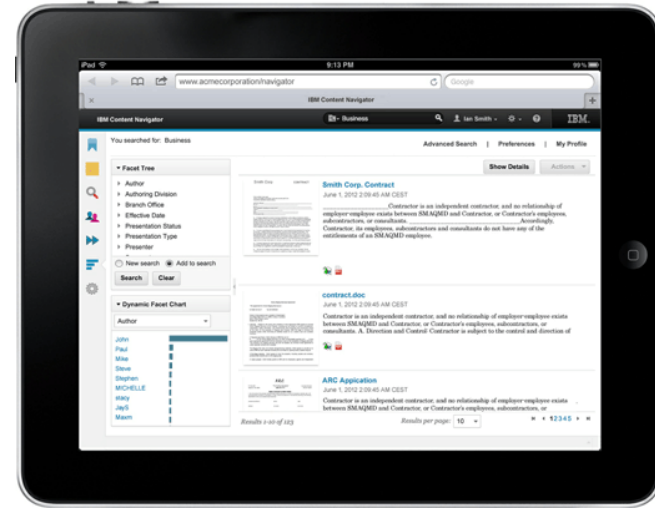 iPad
9:13 PM
99%
www.acmecorporation/navigator
Google
IBM Content Navigator
IBM Content Navigator
Business
Ian Smith
IBM.
You searched for: Business
Advanced Search | Preferences | My Profile
Show Details
Actions
Facet Tree
Author
Authoring Division
Branch Office
Effective Date
Presentation Status
Presentation Type
Presenter
New search
Add to search
Search
Clear
Dynamic Facet Chart
Author
John
Paul
Mike
Steve
Stephen
MICHELLE
stacy
JayS
Maxm
Smith Corp. Contract
June 1, 2012 2:09:45 AM CEST
Contractor is an independent contractor, and no relationship of
employer-employee exists between SMAQMD and Contractor, or Contractor's employees,
subcontractors, or consultants. Accordingly,
Contractor, its employees, subcontractors and consultants do not have any of the
entitlements of an SMAQMD employee.
contract.doc
June 1, 2012 2:09:45 AM CEST
Contractor is an independent contractor, and no relationship of employer-employee exists
between SMAQMD and Contractor, or Contractor's employees, subcontractors, or
consultants. A. Direction and Control: Contractor is subject to the control and direction of
ARC Appication
June 1, 2012 2:09:45 AM CEST
Contractor is an independent contractor, and no relationship of employer-employee exists
between SMAQMD and Contractor, or Contractor's employees, subcontractors, or
Results 1-10 of 123
Results per page: 10
12345